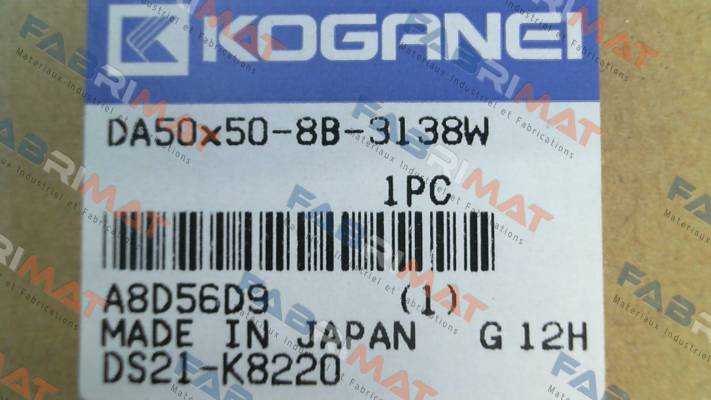 KOGANEI
DA50x50-8B-3138W
1PC
A8D56D9 (1)
MADE IN JAPAN G 12H
DS21-K8220
FABRIMAT
Materiaux Industriel et Fabrications